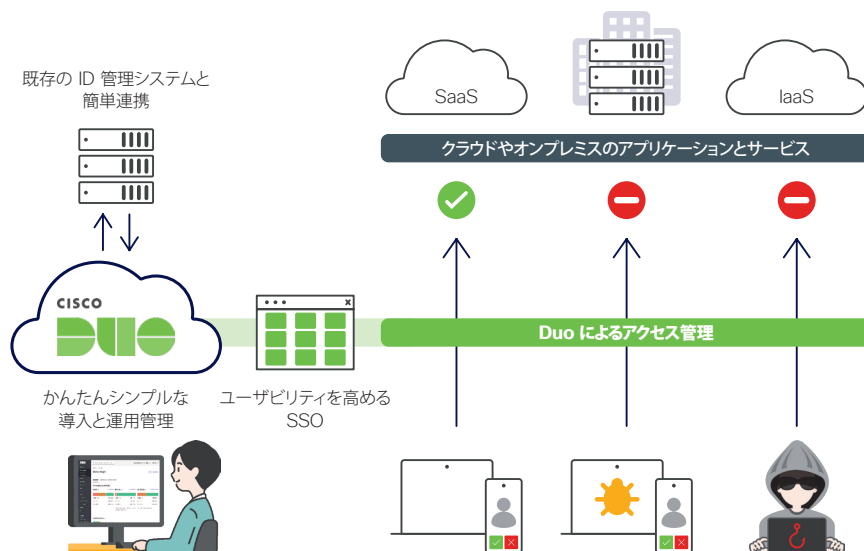 既存の ID 管理システムと
簡単連携
SaaS
IaaS
クラウドやオンプレミスのアプリケーションとサービス
CISCO
DUO
Duo によるアクセス管理
かんたんシンプルな
導入と運用管理
ユーザビリティを高める
SSO